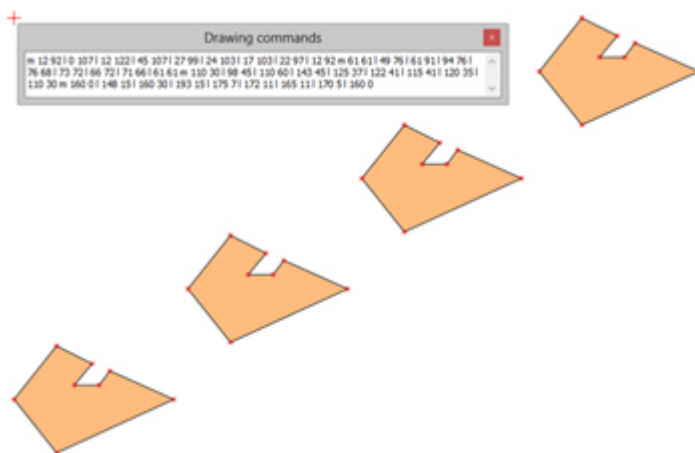 Drawing commands
m 12 92 l 0 107 l 12 122 l 45 107 l 27 99 l 24 103 l 17 103 l 22 97 l 12 92 m 61 61 l 49 76 l 61 91 l 94 76 l
76 68 l 73 72 l 66 72 l 71 66 l 61 61 m 110 30 l 98 45 l 110 60 l 143 45 l 125 37 l 122 41 l 115 41 l 120 35 l
110 30 m 160 0 l 148 15 l 160 30 l 193 15 l 175 7 l 172 11 l 165 11 l 170 5 l 160 0